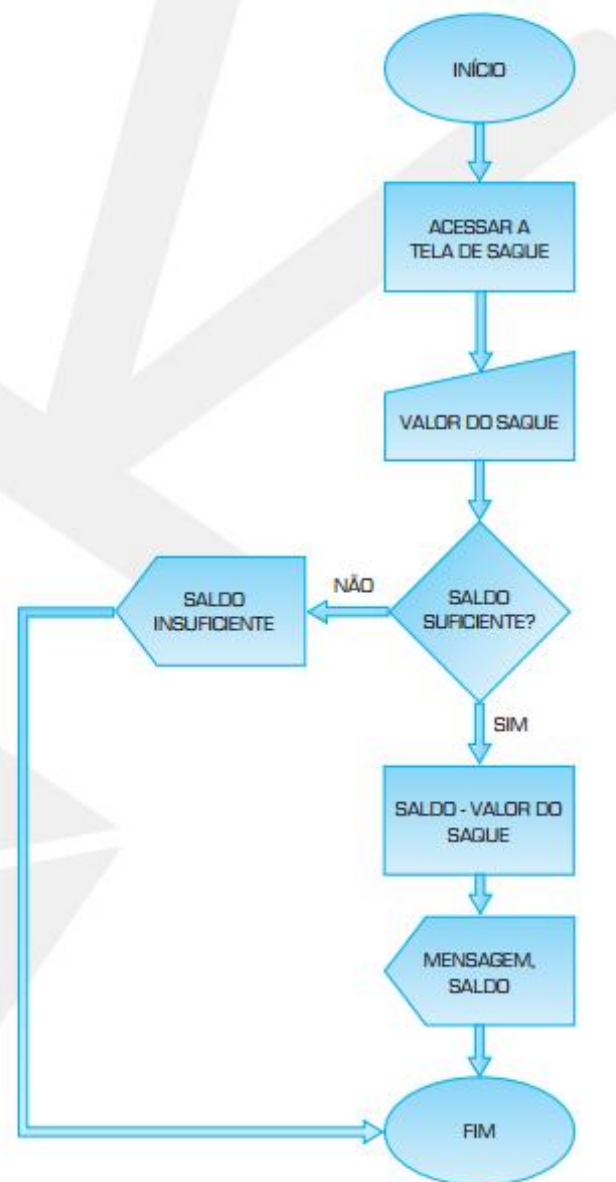 INÍCIO
ACESSAR A
TELA DE SAQUE
VALOR DO SAQUE
SALDO
SUFICIENTE?
NÃO
SALDO
INSUFICIENTE
SIM
SALDO - VALOR DO
SAQUE
MENSAGEM,
SALDO
FIM